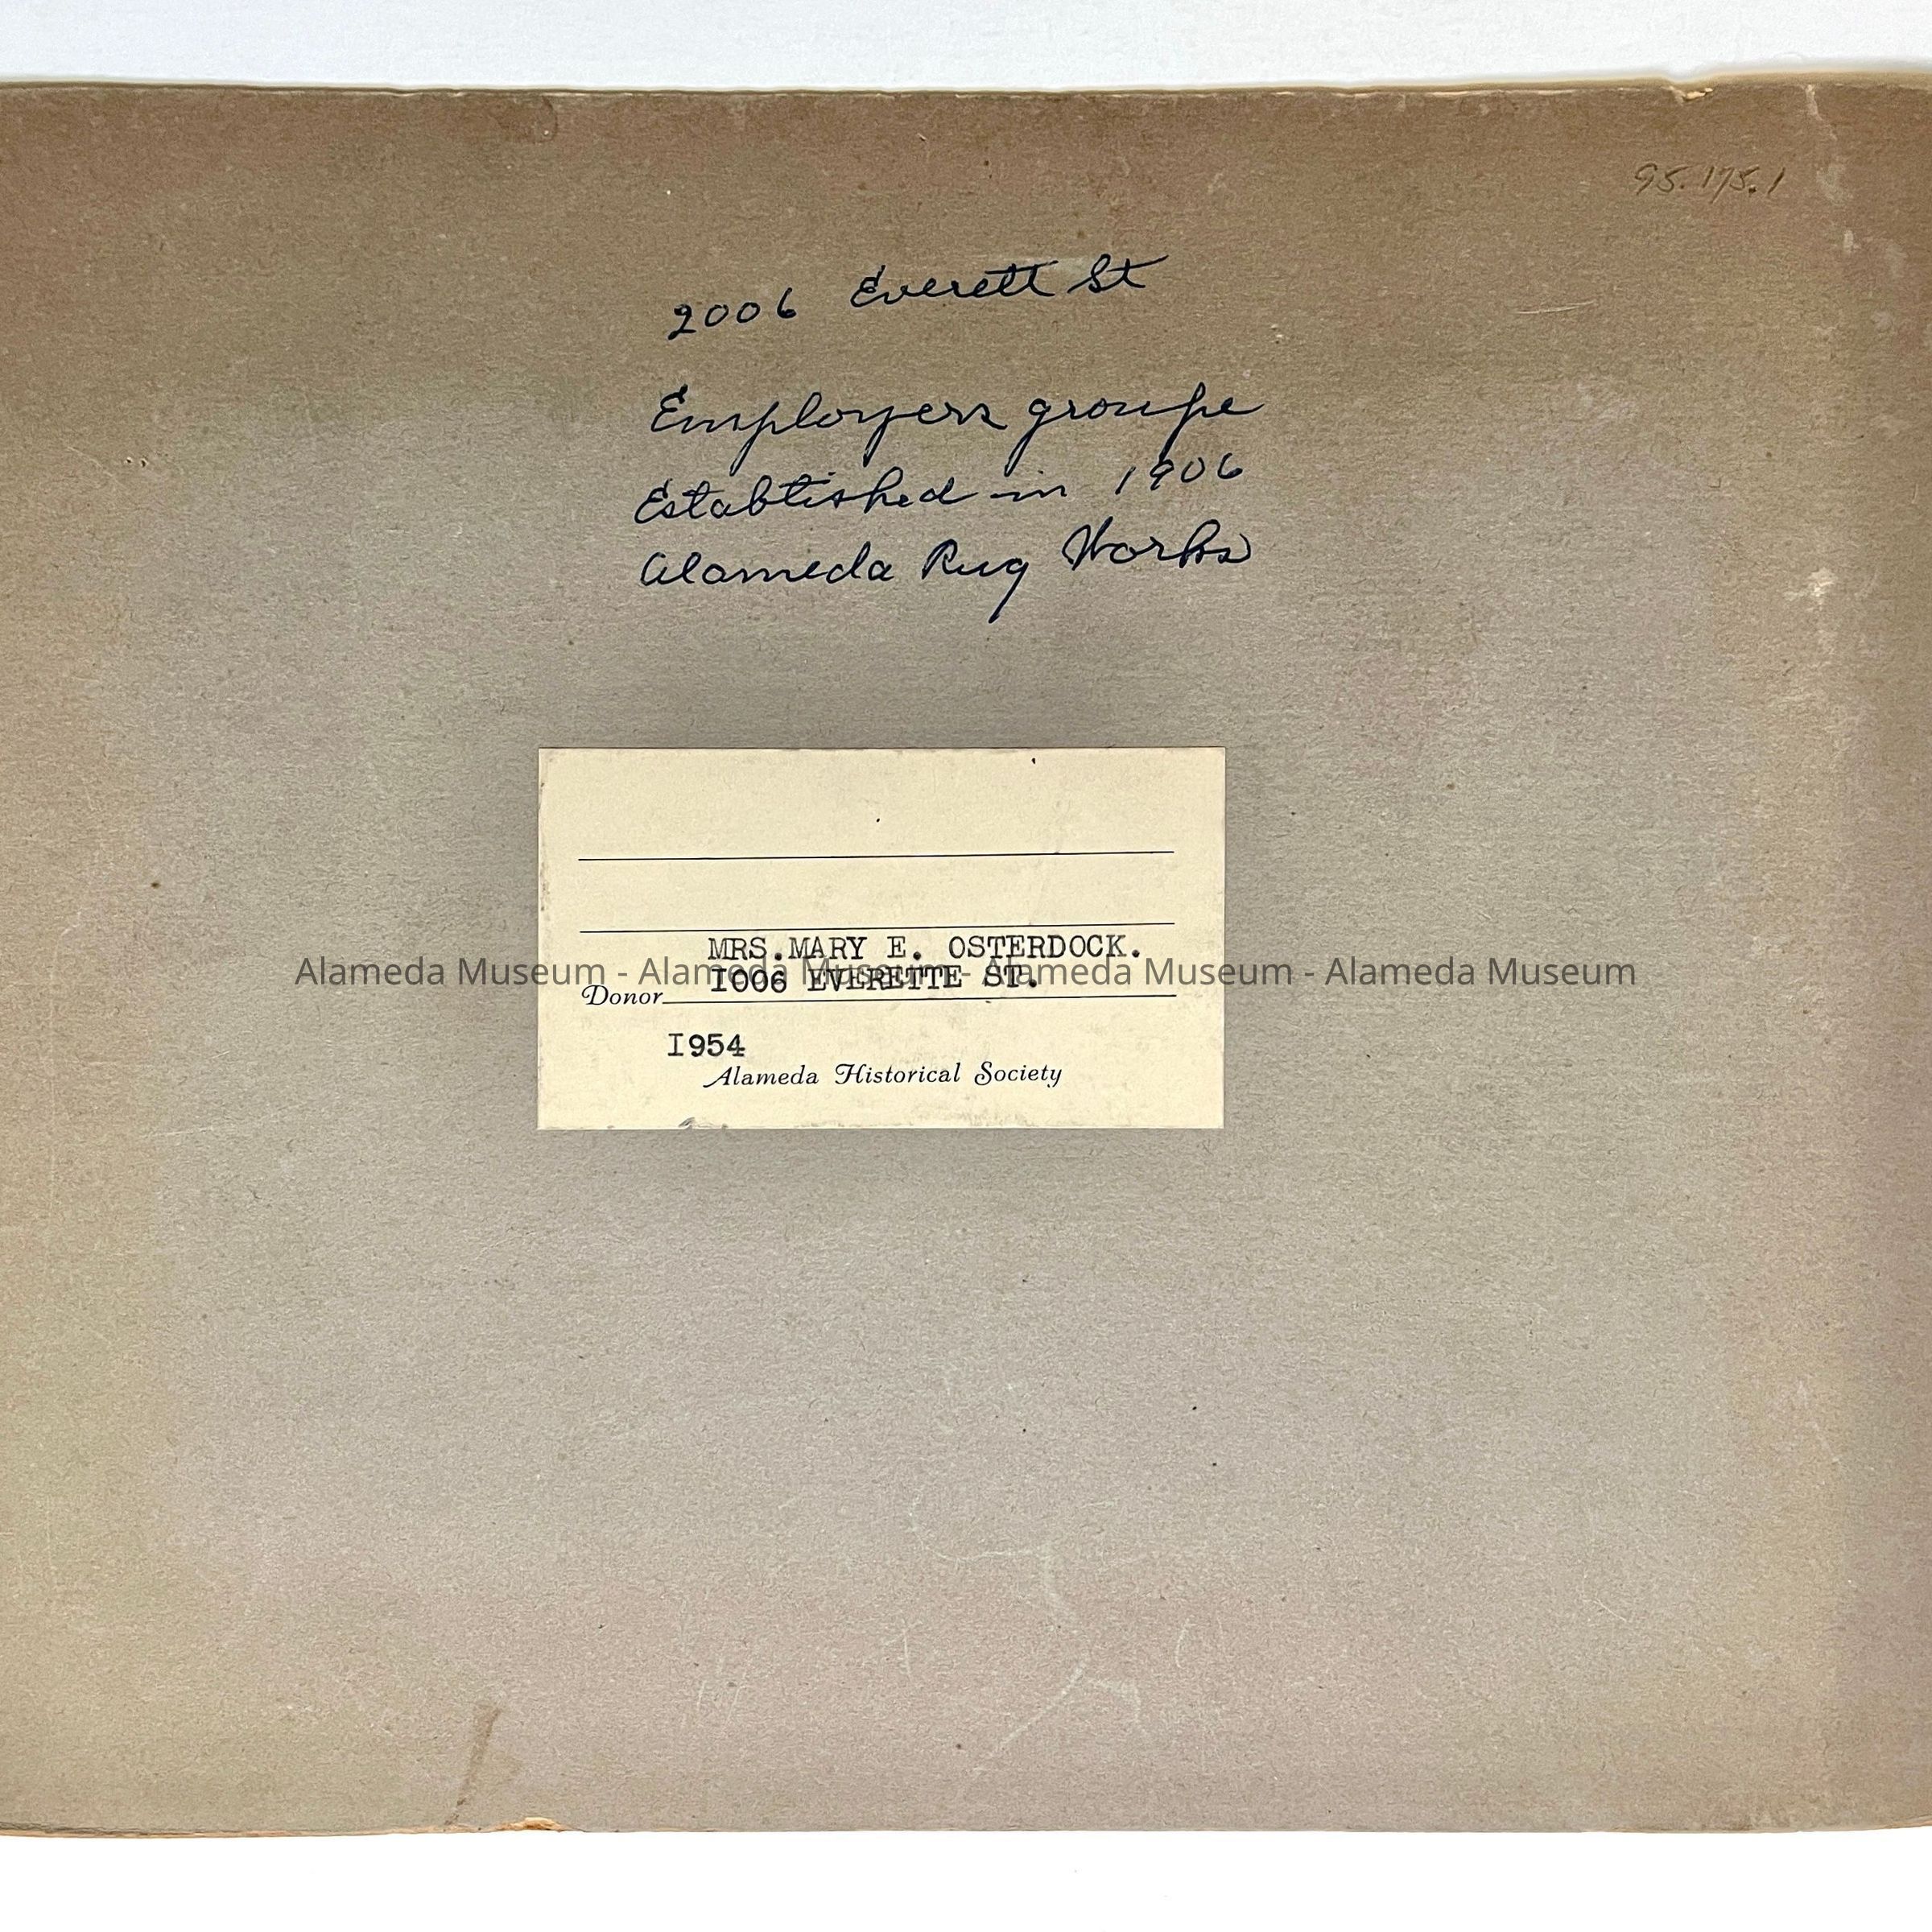 95.175.1
2006 Everett St
Employers groupe
Established in 1906
Alameda Rug Works
MRS.MARY E. OSTERDOCK.
Alameda Museum - Alameda Museum - Alameda Museum - Alameda Museum
I006 EVERETTE ST.
Donor
I954
Alameda Historical Society